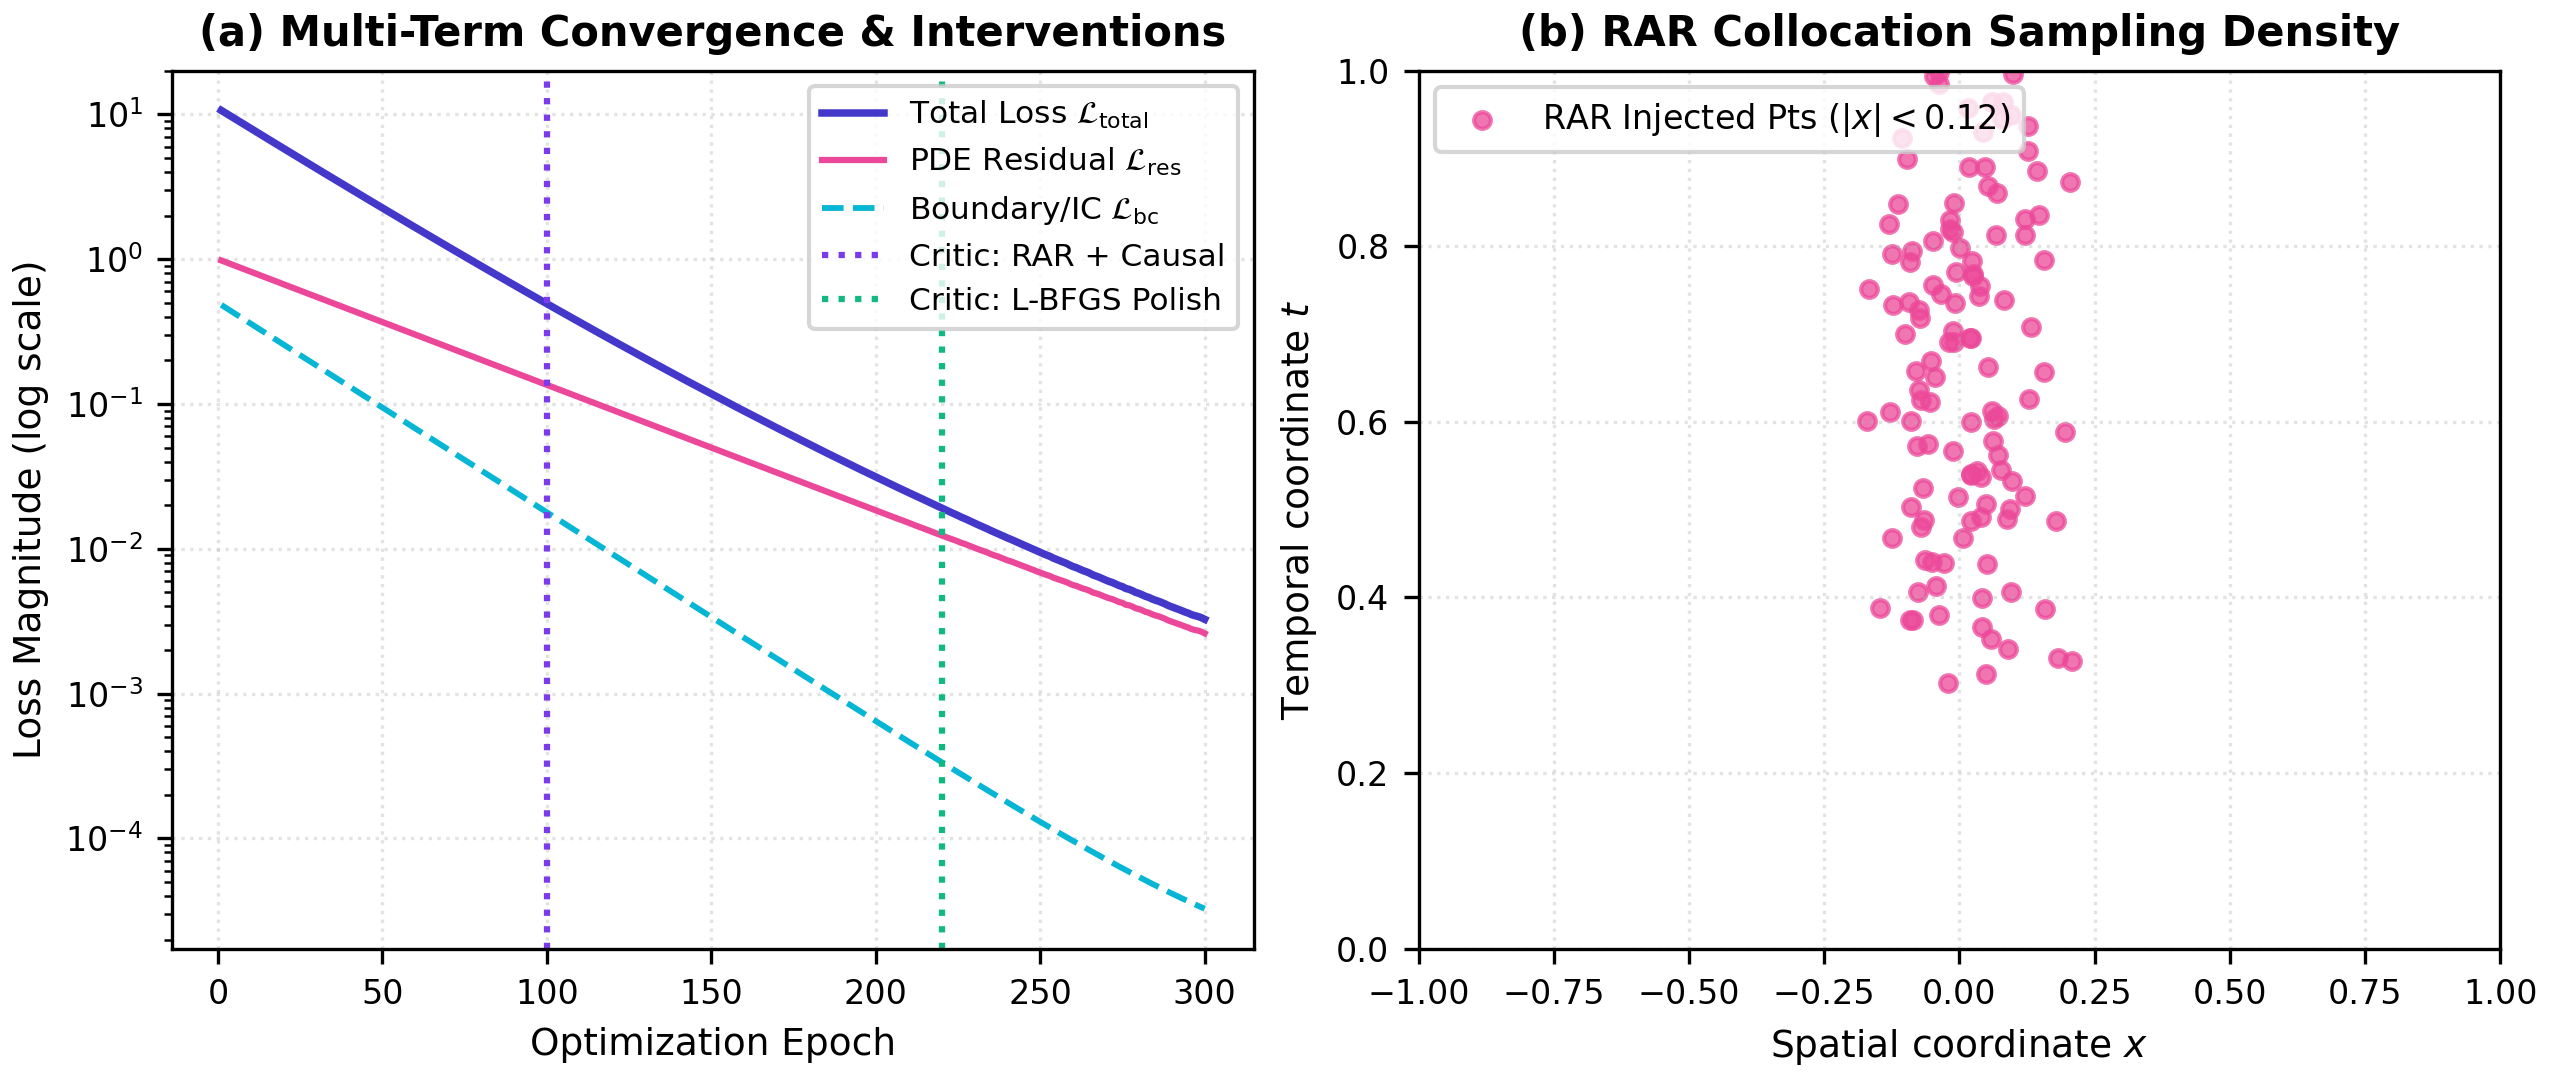 (a) Multi-Term Convergence & Interventions
Loss Magnitude (log scale)
10¹
10⁰
10⁻¹
10⁻²
10⁻³
10⁻⁴
Total Loss ℒtotal
PDE Residual ℒres
Boundary/IC ℒbc
Critic: RAR + Causal
Critic: L-BFGS Polish
0 50 100 150 200 250 300
Optimization Epoch
(b) RAR Collocation Sampling Density
Temporal coordinate t
1.0
0.8
0.6
0.4
0.2
0.0
RAR Injected Pts (|x| < 0.12)
−1.00 −0.75 −0.50 −0.25 0.00 0.25 0.50 0.75 1.00
Spatial coordinate x